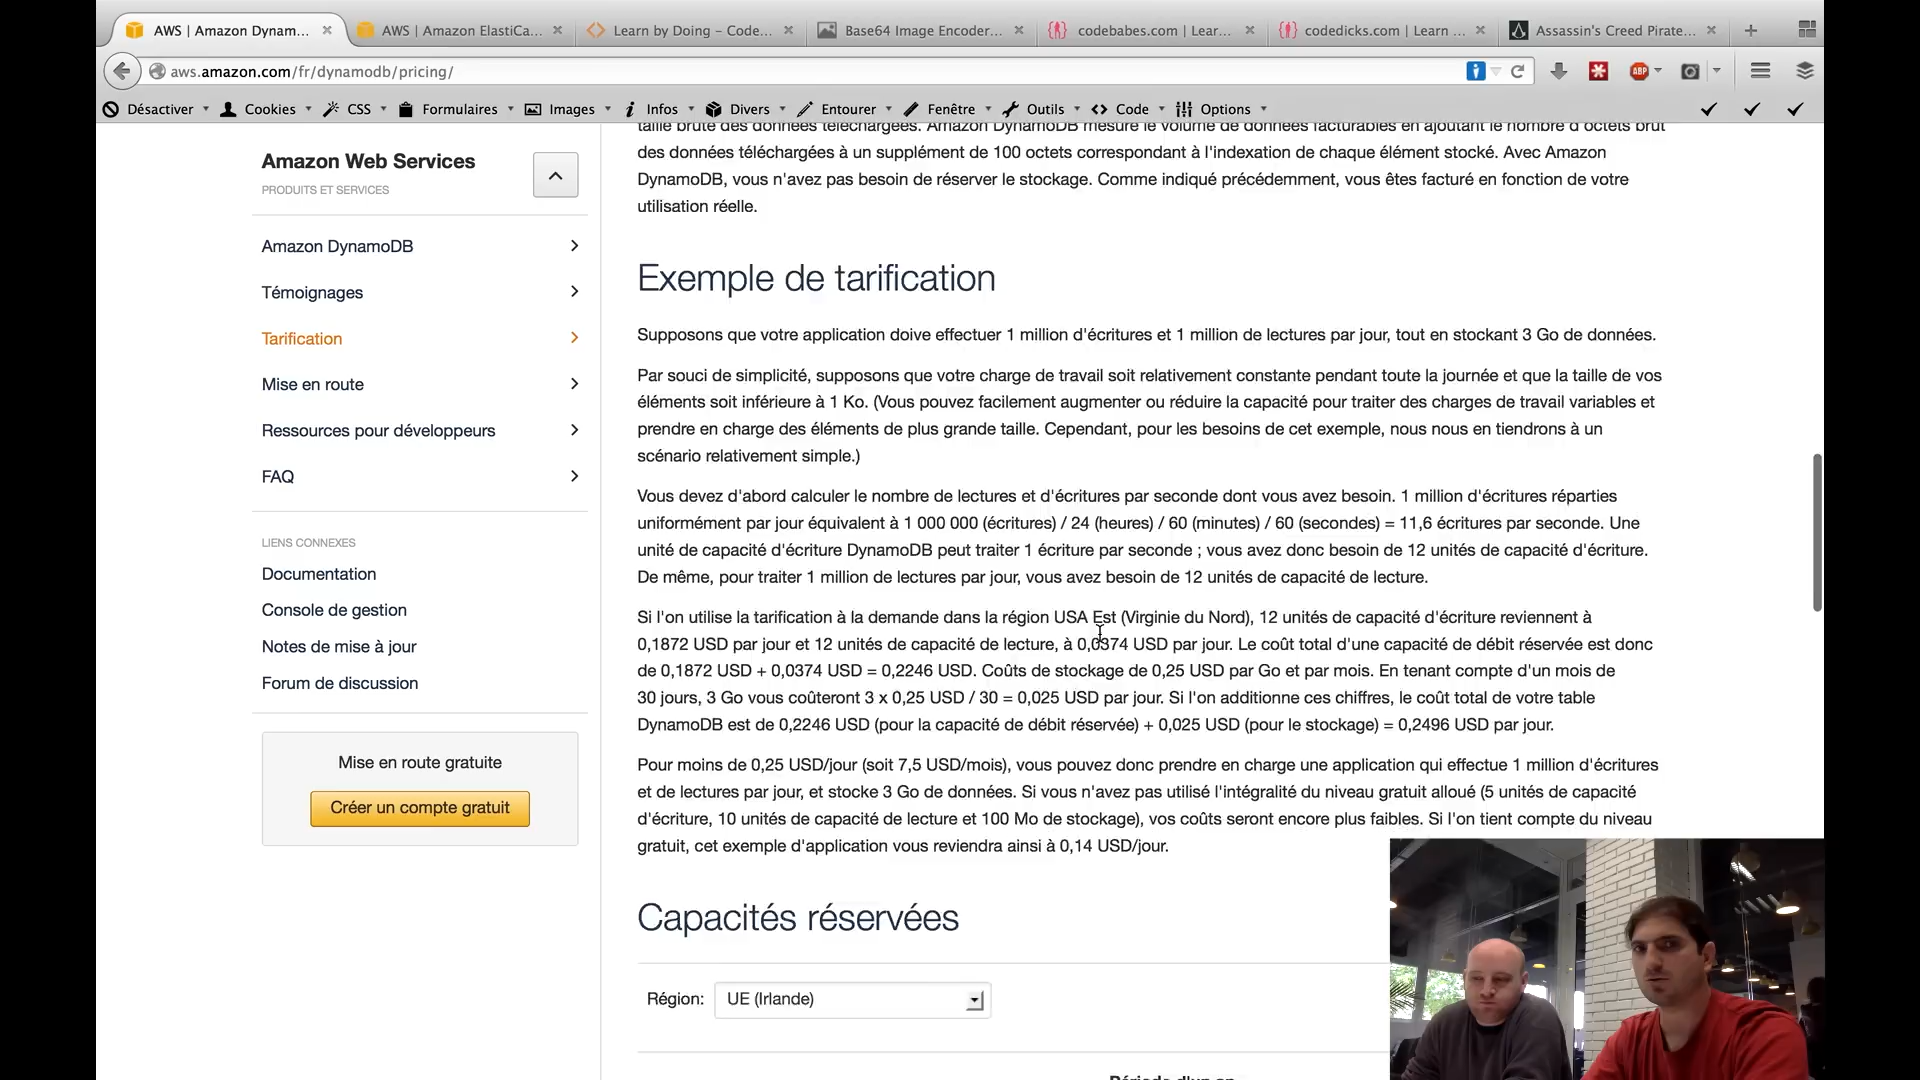 AWS | Amazon Dynam...
AWS | Amazon ElastiCa...
Learn by Doing - Code...
Base64 Image Encoder...
codebabes.com | Lear...
codedicks.com | Learn ...
Assassin's Creed Pirate...
aws.amazon.com/fr/dynamodb/pricing/
ABP
Désactiver
Cookies
CSS
Formulaires
Images
Infos
Divers
Entourer
Fenêtre
Outils
Code
Options
Amazon Web Services
PRODUITS ET SERVICES
Amazon DynamoDB
Témoignages
Tarification
Mise en route
Ressources pour développeurs
FAQ
LIENS CONNEXES
Documentation
Console de gestion
Notes de mise à jour
Forum de discussion
Mise en route gratuite
Créer un compte gratuit
taille brute des données téléchargées. Amazon DynamoDB mesure le volume de données facturables en ajoutant le nombre d'octets brut
des données téléchargées à un supplément de 100 octets correspondant à l'indexation de chaque élément stocké. Avec Amazon
DynamoDB, vous n'avez pas besoin de réserver le stockage. Comme indiqué précédemment, vous êtes facturé en fonction de votre
utilisation réelle.
Exemple de tarification
Supposons que votre application doive effectuer 1 million d'écritures et 1 million de lectures par jour, tout en stockant 3 Go de données.
Par souci de simplicité, supposons que votre charge de travail soit relativement constante pendant toute la journée et que la taille de vos
éléments soit inférieure à 1 Ko. (Vous pouvez facilement augmenter ou réduire la capacité pour traiter des charges de travail variables et
prendre en charge des éléments de plus grande taille. Cependant, pour les besoins de cet exemple, nous nous en tiendrons à un
scénario relativement simple.)
Vous devez d'abord calculer le nombre de lectures et d'écritures par seconde dont vous avez besoin. 1 million d'écritures réparties
uniformément par jour équivalent à 1 000 000 (écritures) / 24 (heures) / 60 (minutes) / 60 (secondes) = 11,6 écritures par seconde. Une
unité de capacité d'écriture DynamoDB peut traiter 1 écriture par seconde ; vous avez donc besoin de 12 unités de capacité d'écriture.
De même, pour traiter 1 million de lectures par jour, vous avez besoin de 12 unités de capacité de lecture.
Si l'on utilise la tarification à la demande dans la région USA Est (Virginie du Nord), 12 unités de capacité d'écriture reviennent à
0,1872 USD par jour et 12 unités de capacité de lecture, à 0,0374 USD par jour. Le coût total d'une capacité de débit réservée est donc
de 0,1872 USD + 0,0374 USD = 0,2246 USD. Coûts de stockage de 0,25 USD par Go et par mois. En tenant compte d'un mois de
30 jours, 3 Go vous coûteront 3 x 0,25 USD / 30 = 0,025 USD par jour. Si l'on additionne ces chiffres, le coût total de votre table
DynamoDB est de 0,2246 USD (pour la capacité de débit réservée) + 0,025 USD (pour le stockage) = 0,2496 USD par jour.
Pour moins de 0,25 USD/jour (soit 7,5 USD/mois), vous pouvez donc prendre en charge une application qui effectue 1 million d'écritures
et de lectures par jour, et stocke 3 Go de données. Si vous n'avez pas utilisé l'intégralité du niveau gratuit alloué (5 unités de capacité
d'écriture, 10 unités de capacité de lecture et 100 Mo de stockage), vos coûts seront encore plus faibles. Si l'on tient compte du niveau
gratuit, cet exemple d'application vous reviendra ainsi à 0,14 USD/jour.
Capacités réservées
Région:
UE (Irlande)
Période d'un an